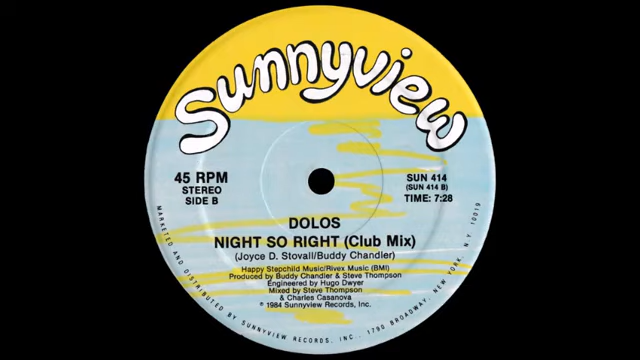 Sunnyview
45 RPM
STEREO
SIDE B
SUN 414
(SUN 414 B)
TIME: 7:28
DOLOS
NIGHT SO RIGHT (Club Mix)
(Joyce D. Stovall/Buddy Chandler)
Happy Stepchild Music/Rivex Music (BMI)
Produced by Buddy Chandler & Steve Thompson
Engineered by Hugo Dwyer
Mixed by Steve Thompson
& Charles Casanova
℗ 1984 Sunnyview Records, Inc.
MARKETED AND DISTRIBUTED BY SUNNYVIEW RECORDS, INC., 1790 BROADWAY, NEW YORK, N.Y. 10019